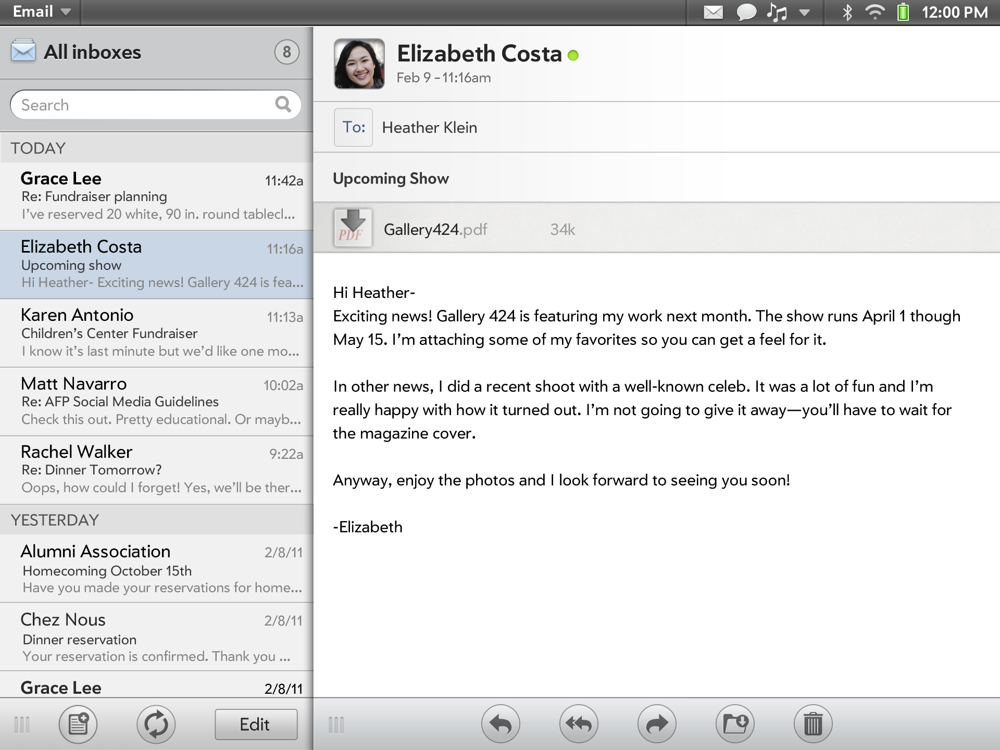 Email
12:00 PM
All inboxes
8
Search
TODAY
Grace Lee
11:42a
Re: Fundraiser planning
I've reserved 20 white, 90 in. round tablecl...
Elizabeth Costa
11:16a
Upcoming show
Hi Heather- Exciting news! Gallery 424 is fea...
Karen Antonio
11:13a
Children's Center Fundraiser
I know it's last minute but we'd like one mo...
Matt Navarro
10:02a
Re: AFP Social Media Guidelines
Check this out. Pretty educational. Or mayb...
Rachel Walker
9:22a
Re: Dinner Tomorrow?
Oops, how could I forget! Yes, we'll be ther...
YESTERDAY
Alumni Association
2/8/11
Homecoming October 15th
Have you made your reservations for home...
Chez Nous
2/8/11
Dinner reservation
Your reservation is confirmed. Thank you ...
Grace Lee
2/8/11
Edit
Elizabeth Costa
Feb 9 - 11:16am
To: Heather Klein
Upcoming Show
PDF
Gallery424.pdf 34k
Hi Heather-
Exciting news! Gallery 424 is featuring my work next month. The show runs April 1 though
May 15. I'm attaching some of my favorites so you can get a feel for it.
In other news, I did a recent shoot with a well-known celeb. It was a lot of fun and I'm
really happy with how it turned out. I'm not going to give it away—you'll have to wait for
the magazine cover.
Anyway, enjoy the photos and I look forward to seeing you soon!
-Elizabeth